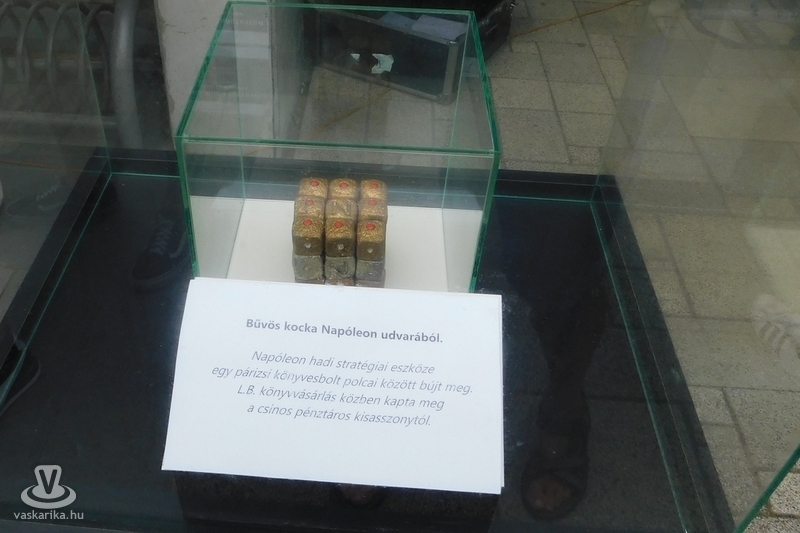 Bűvös kocka Napóleon udvarából.
Napóleon hadi stratégiai eszköze
egy párizsi könyvesbolt polcai között bújt meg.
L.B. könyvvásárlás közben kapta meg
a csinos pénztáros kisasszonytól.
V
vaskarika.hu